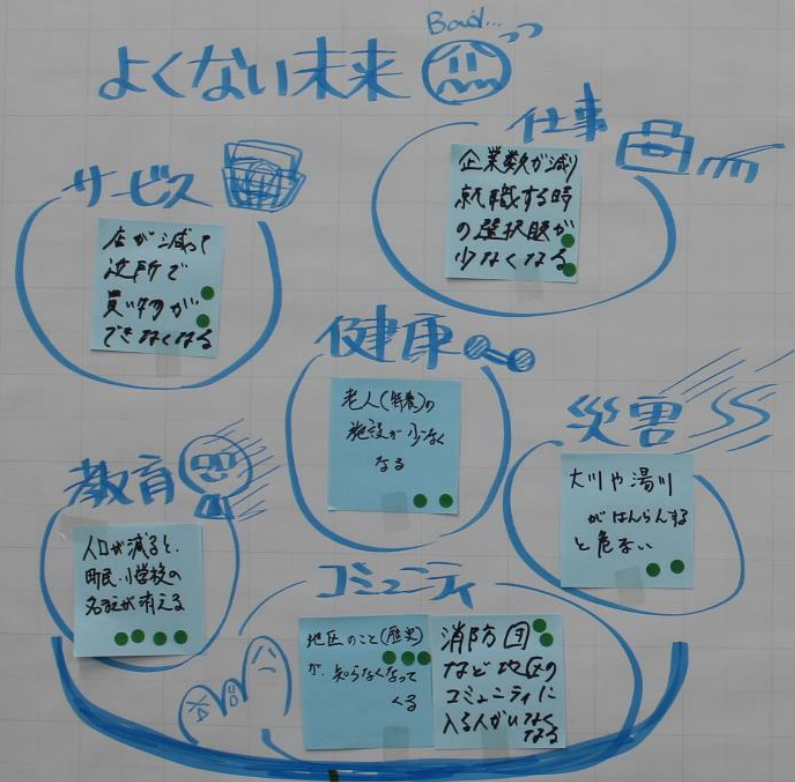 Bad...
よくない未来
サービス
店が減って
近所で
買い物が
できなくなる
仕事
企業数が減り
就職する時
の選択肢が
少なくなる
健康
老人(特養)の
施設が少なく
なる
災害
大川や湯川
がはんらんする
と危ない
教育
人口が減ると、
町民・小学校の
名前が消える
コミュニティ
地区のこと(歴史)
が、知らなくなって
くる
消防団
など地区の
コミュニティに
入る人がいなく
なる